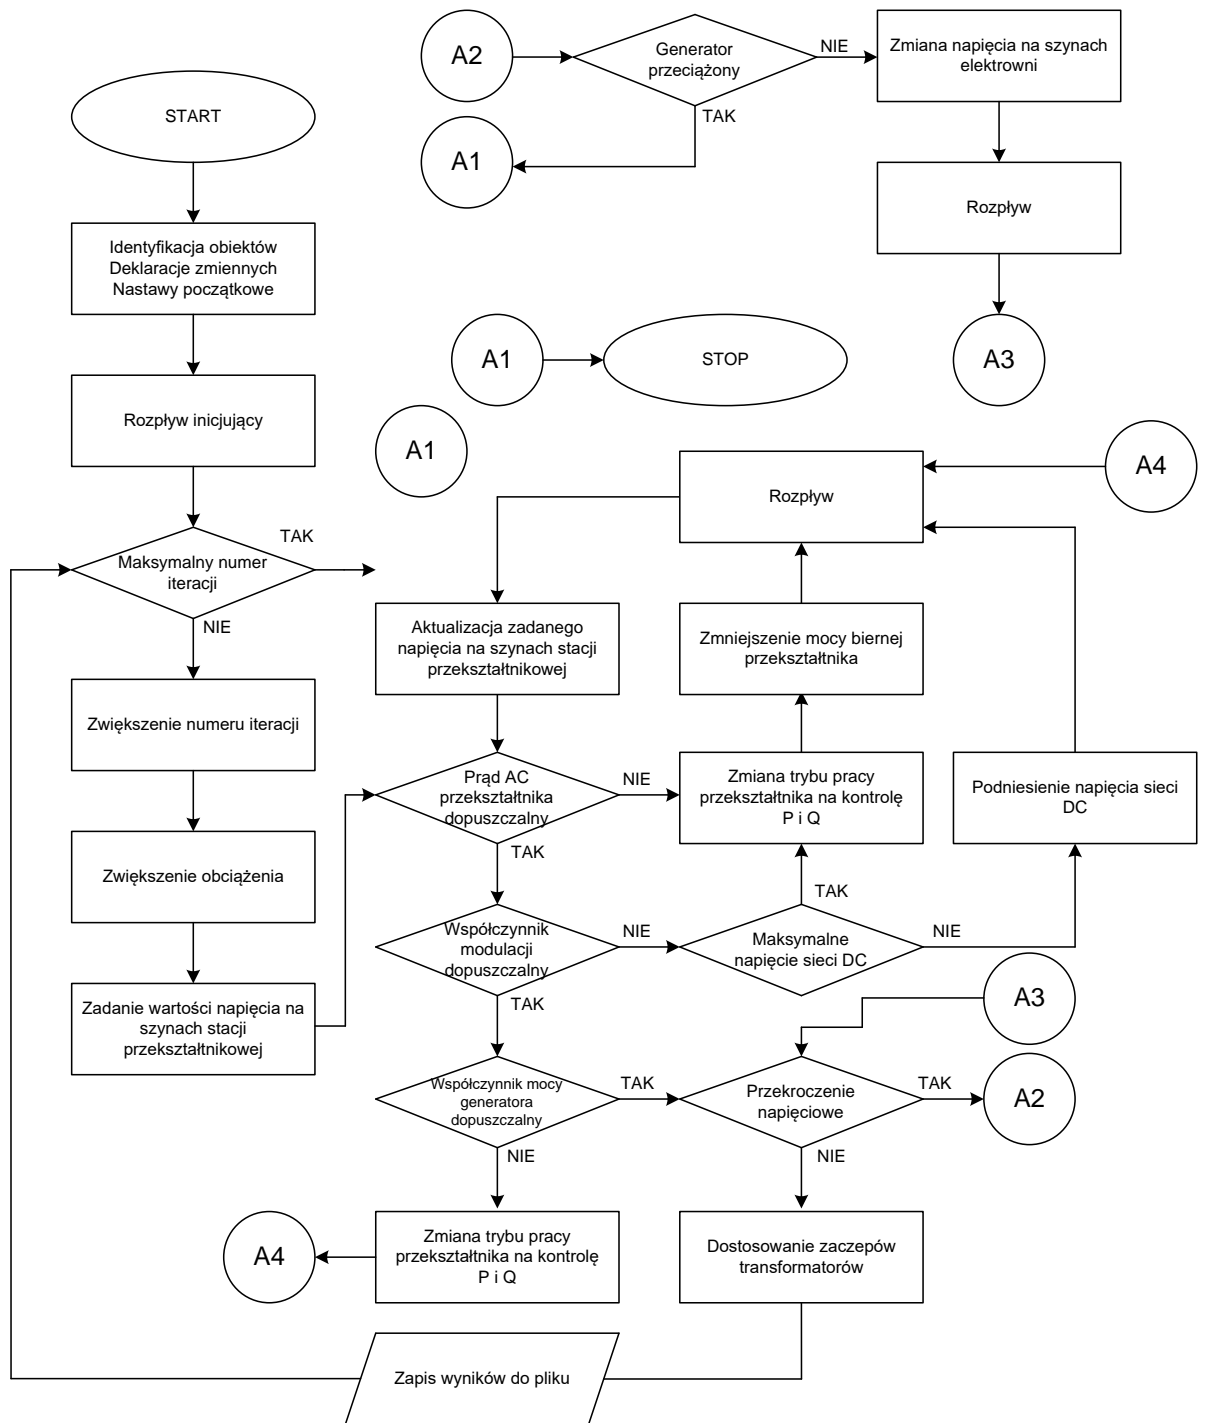 A2
Generator
przeciążony
NIE
Zmiana napięcia na szynach
elektrowni
START
TAK
A1
Rozpływ
Identyfikacja obiektów
Deklaracje zmiennych
Nastawy początkowe
A1
STOP
A3
Rozpływ inicjujący
A1
A4
Rozpływ
TAK
Maksymalny numer
iteracji
NIE
Aktualizacja zadanego
napięcia na szynach stacji
przekształtnikowej
Zmniejszenie mocy biernej
przekształtnika
Zwiększenie numeru iteracji
Prąd AC
przekształtnika
dopuszczalny
NIE
Zmiana trybu pracy
przekształtnika na kontrolę
P i Q
Podniesienie napięcia sieci
DC
TAK
Zwiększenie obciążenia
TAK
Współczynnik
modulacji
dopuszczalny
NIE
Maksymalne
napięcie sieci DC
NIE
Zadanie wartości napięcia na
szynach stacji
przekształtnikowej
TAK
A3
Współczynnik mocy
generatora
dopuszczalny
TAK
Przekroczenie
napięciowe
TAK
A2
NIE
NIE
A4
Zmiana trybu pracy
przekształtnika na kontrolę
P i Q
Dostosowanie zaczepów
transformatorów
Zapis wyników do pliku